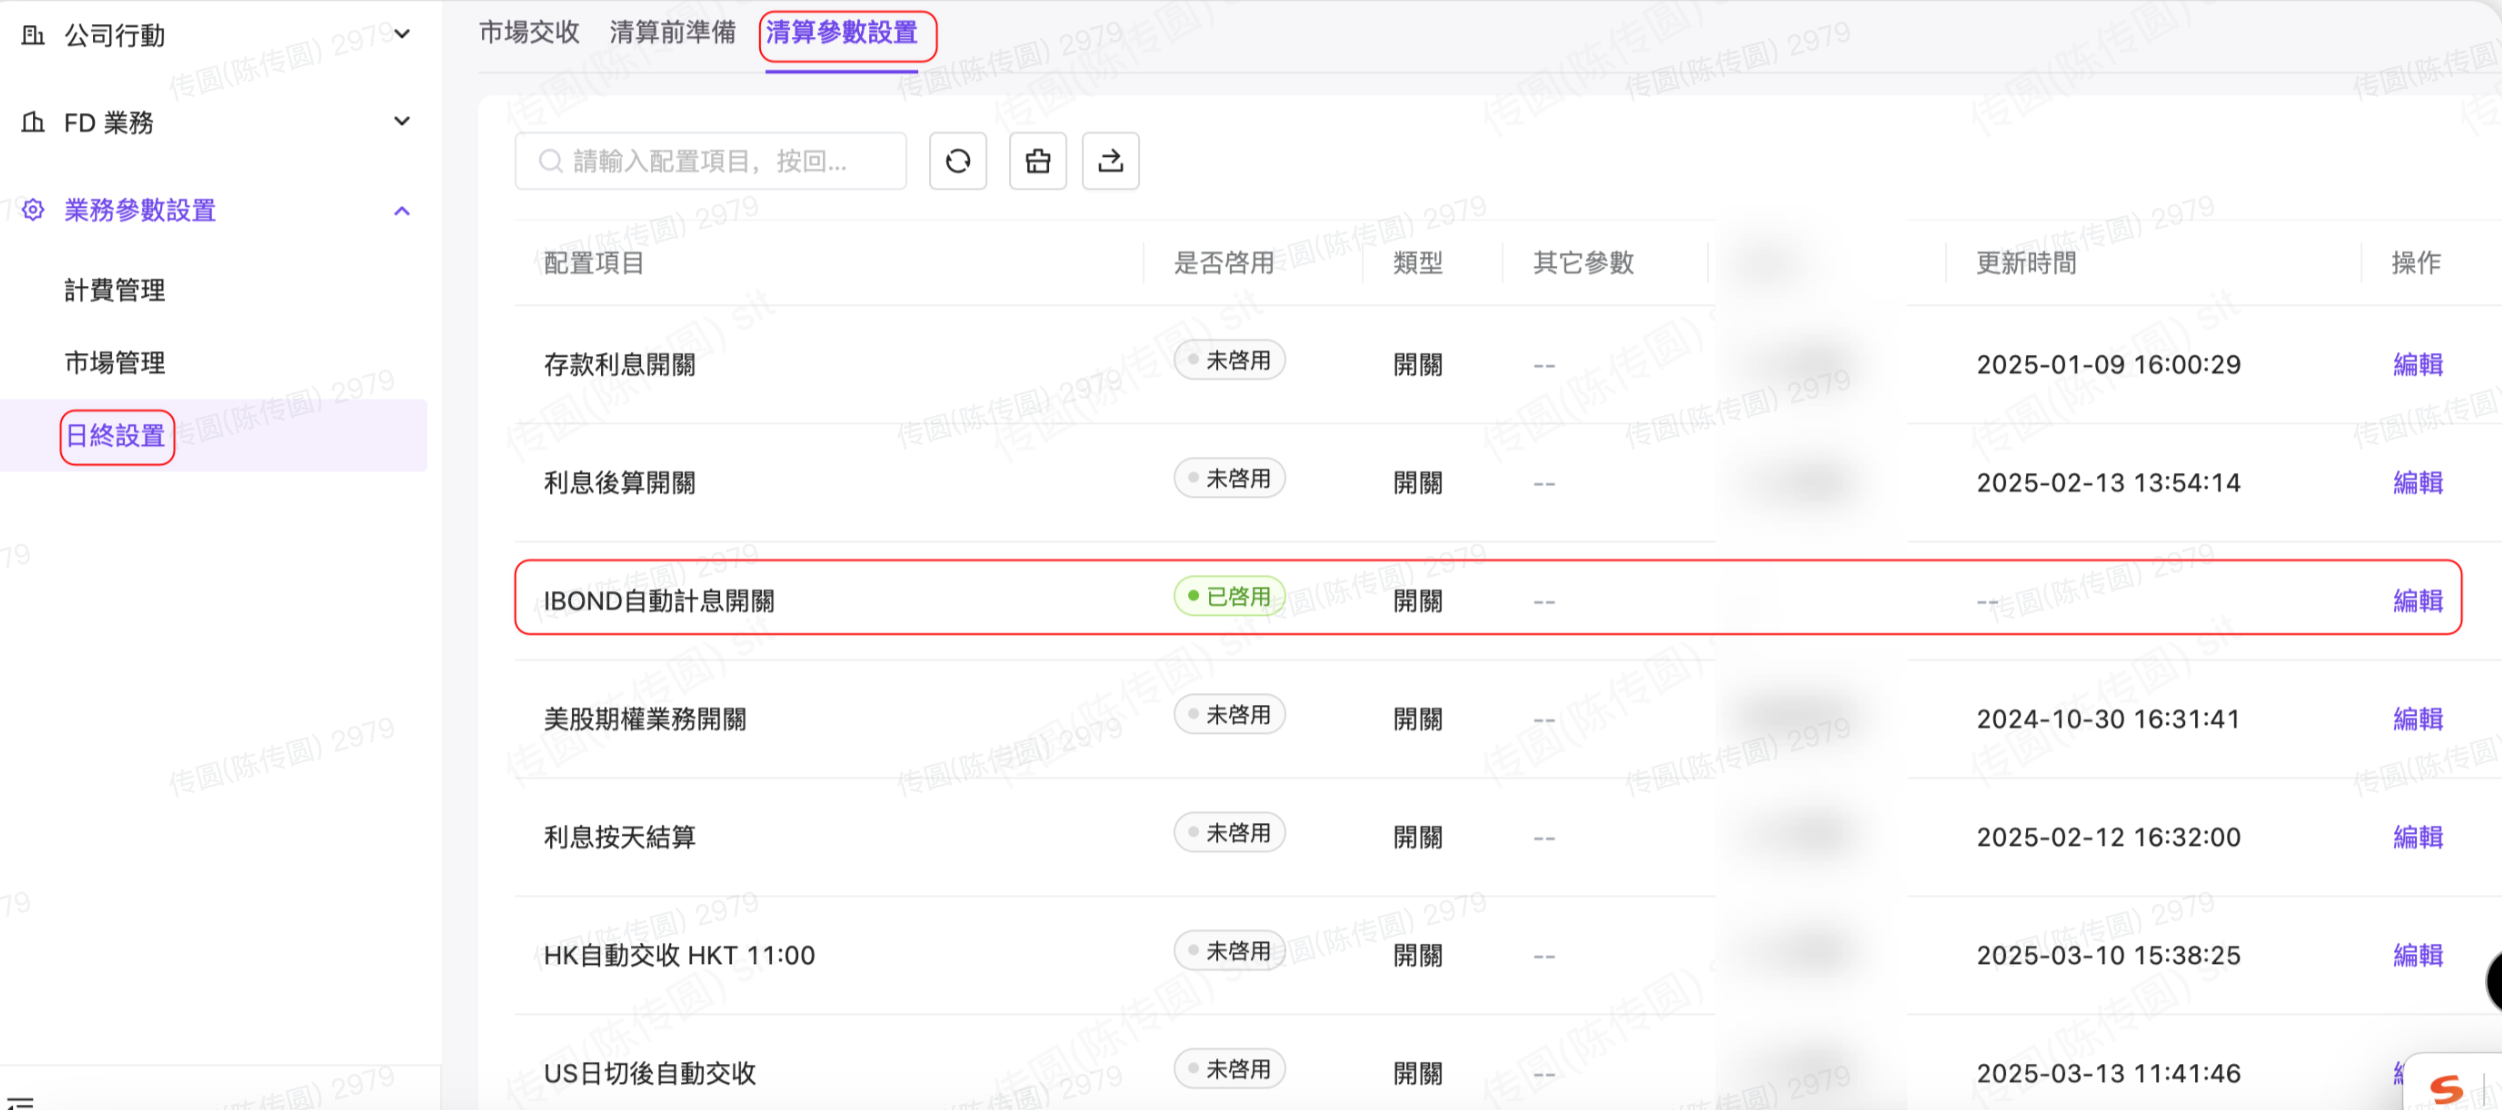 公司行動
FD 業務
業務參數設置
計費管理
市場管理
日終設置
市場交收 清算前準備 清算參數設置
請輸入配置項目，按回...
配置項目 是否啓用 類型 其它參數 更新時間 操作
存款利息開關 未啓用 開關 -- 2025-01-09 16:00:29 編輯
利息後算開關 未啓用 開關 -- 2025-02-13 13:54:14 編輯
IBOND自動計息開關 已啓用 開關 -- -- 編輯
美股期權業務開關 未啓用 開關 -- 2024-10-30 16:31:41 編輯
利息按天結算 未啓用 開關 -- 2025-02-12 16:32:00 編輯
HK自動交收 HKT 11:00 未啓用 開關 -- 2025-03-10 15:38:25 編輯
US日切後自動交收 未啓用 開關 -- 2025-03-13 11:41:46
传圆(陈传圆) 2979
传圆(陈传圆) sit